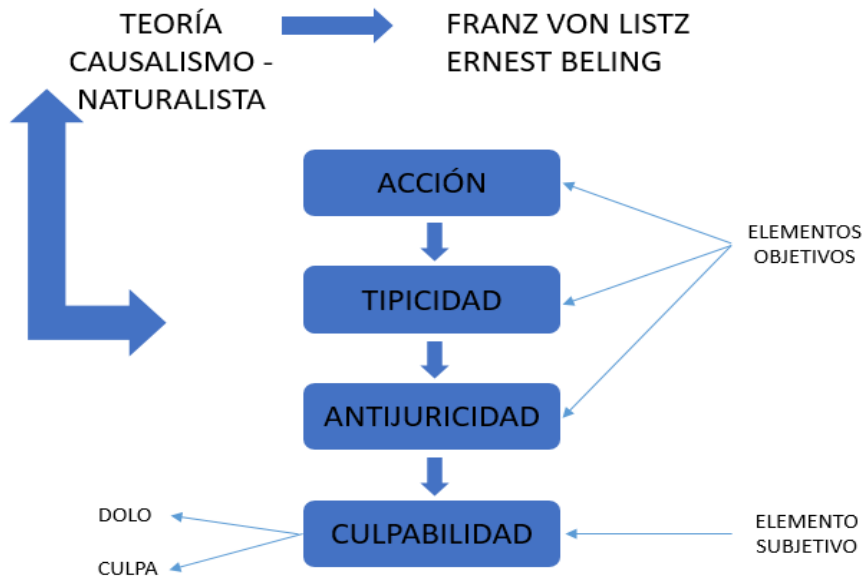 TEORÍA
CAUSALISMO -
NATURALISTA
FRANZ VON LISTZ
ERNEST BELING
ACCIÓN
ELEMENTOS
OBJETIVOS
TIPICIDAD
ANTIJURICIDAD
DOLO
CULPABILIDAD
CULPA
ELEMENTO
SUBJETIVO